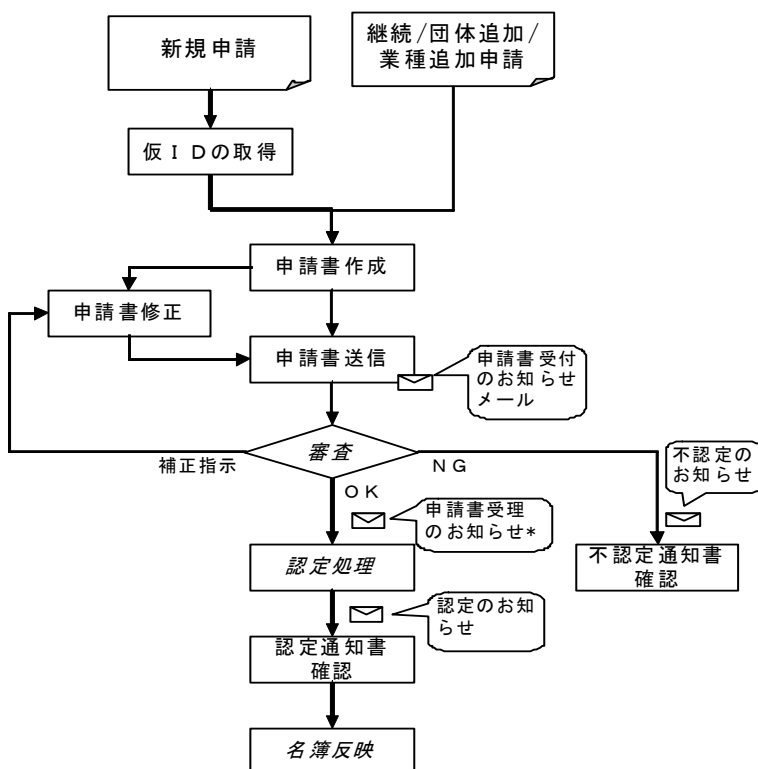 新規申請
継続/団体追加/
業種追加申請
仮ＩＤの取得
申請書作成
申請書修正
申請書送信
申請書受付
のお知らせ
メール
審査
補正指示
ＮＧ
不認定の
お知らせ
ＯＫ
申請書受理
のお知らせ*
認定処理
不認定通知書
確認
認定のお知
らせ
認定通知書
確認
名簿反映